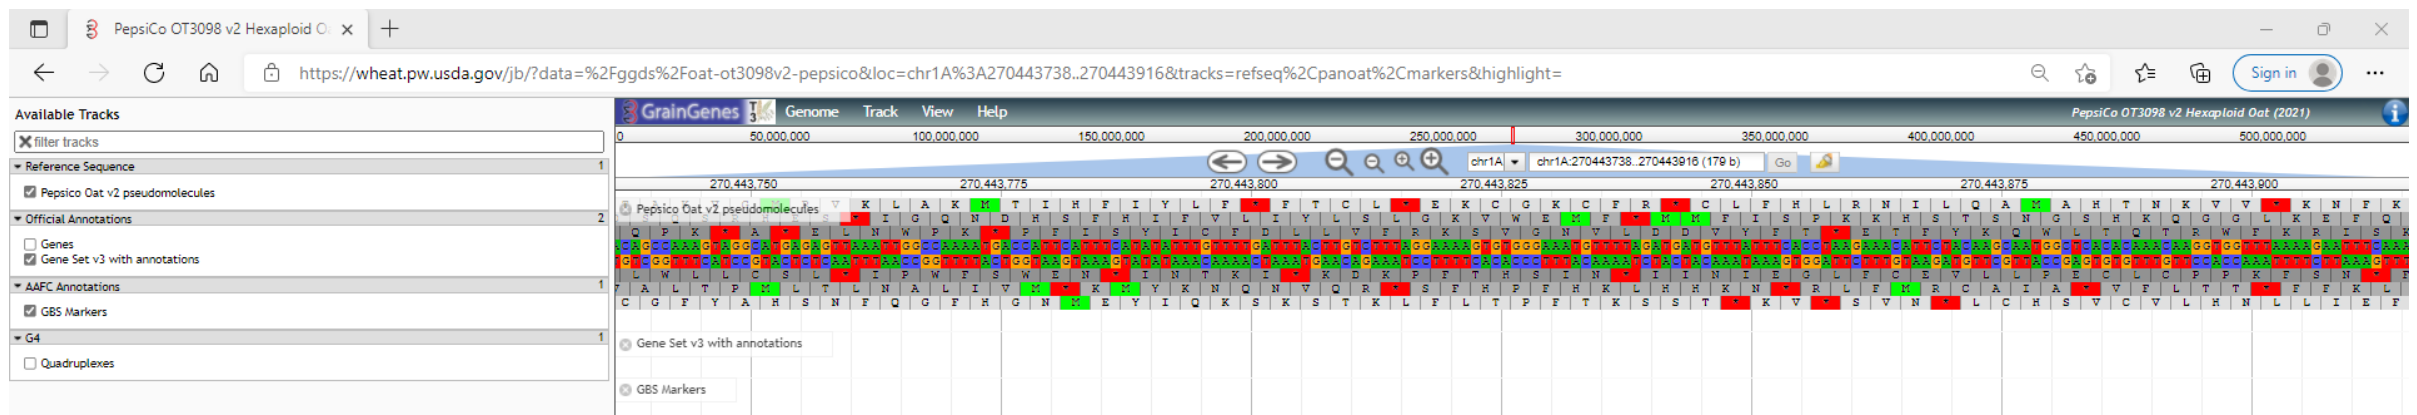 PepsiCo OT3098 v2 Hexaploid O
https://wheat.pw.usda.gov/jb/?data=%2Fggds%2Foat-ot3098v2-pepsico&loc=chr1A%3A270443738..270443916&tracks=refseq%2Cpanoat%2Cmarkers&highlight=
Sign in
Available Tracks
filter tracks
Reference Sequence 1
Pepsico Oat v2 pseudomolecules
Official Annotations 2
Genes
Gene Set v3 with annotations
AAFC Annotations 1
GBS Markers
G4 1
Quadruplexes
GrainGenes T3 Genome Track View Help PepsiCo OT3098 v2 Hexaploid Oat (2021)
0 50,000,000 100,000,000 150,000,000 200,000,000 250,000,000 300,000,000 350,000,000 400,000,000 450,000,000 500,000,000
chr1A chr1A:270443738..270443916 (179 b) Go
270,443,750 270,443,775 270,443,800 270,443,825 270,443,850 270,443,875 270,443,900
Pepsico Oat v2 pseudomolecules
V K L A K M T I H F I Y L F * F T C L * E K C G K C F R * C L F H L R N I L Q A M A H T N K V V * K N F K
* I G Q N D H S F H I F V L I Y L S L G K V W E M F * M M F I S P K K H S T S N G S H K Q G G L K E F Q
Q P K * A * E L N W P K * P F I S Y I C F D L L V F R K S V G N V L D D V Y F T * E T F Y K Q W L T Q T R W F K R I S K
L W L L C S L * I P W F S W E N * I N T K I * K D K P F T H S I N * I I N I E G L F C E V L L P E C L C P P K F S N * F
A L T P M L T L N A L I V M * K M Y K N Q N V Q R * S F H P F H K L H H K N * R L F M R C A I A * V F L T T * F F K L
C G F Y A H S N F Q G F H G N M E Y I Q K S K S T K L F L T P F T K S S T * K V * S V N * L C H S V C V L H N L L I E F
Gene Set v3 with annotations
GBS Markers